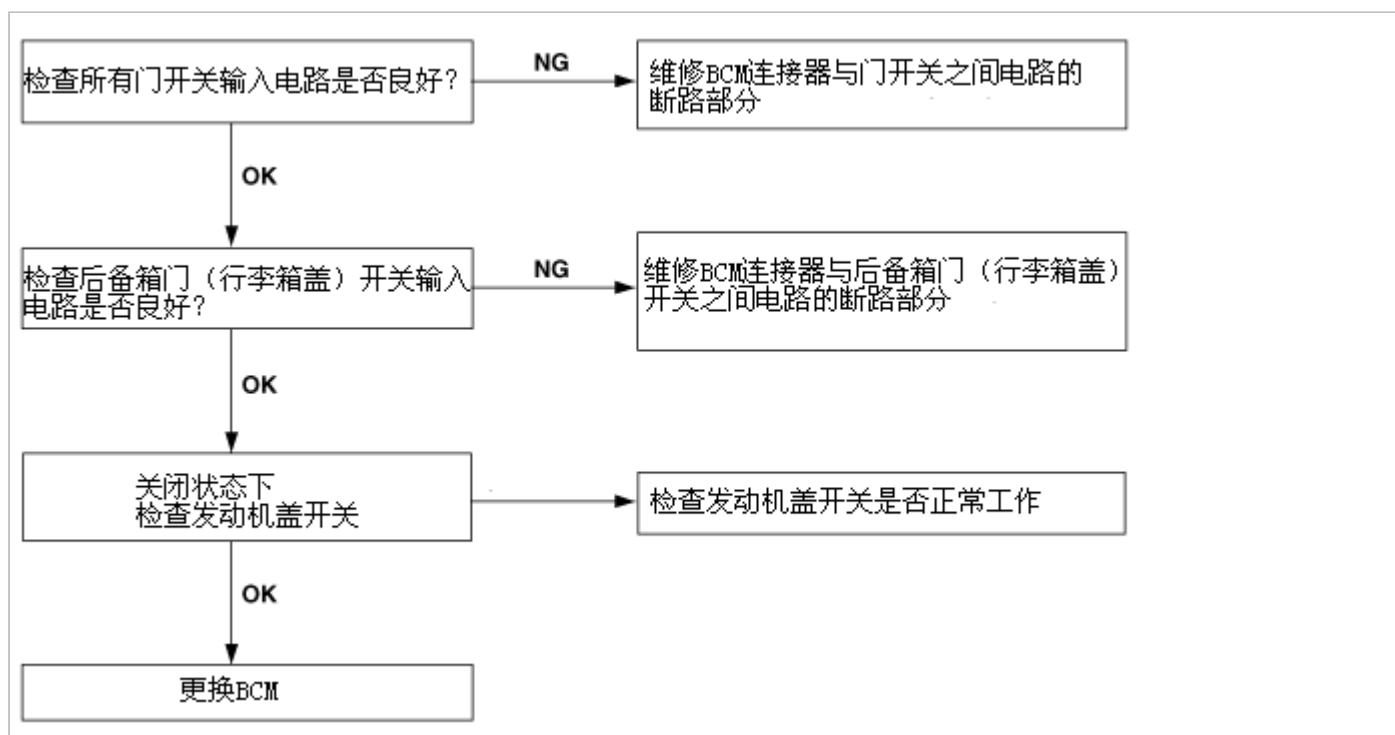 检查所有门开关输入电路是否良好？
NG
维修BCM连接器与门开关之间电路的
断路部分
OK
检查后备箱门（行李箱盖）开关输入
电路是否良好？
NG
维修BCM连接器与后备箱门（行李箱盖）
开关之间电路的断路部分
OK
关闭状态下
检查发动机盖开关
检查发动机盖开关是否正常工作
OK
更换BCM